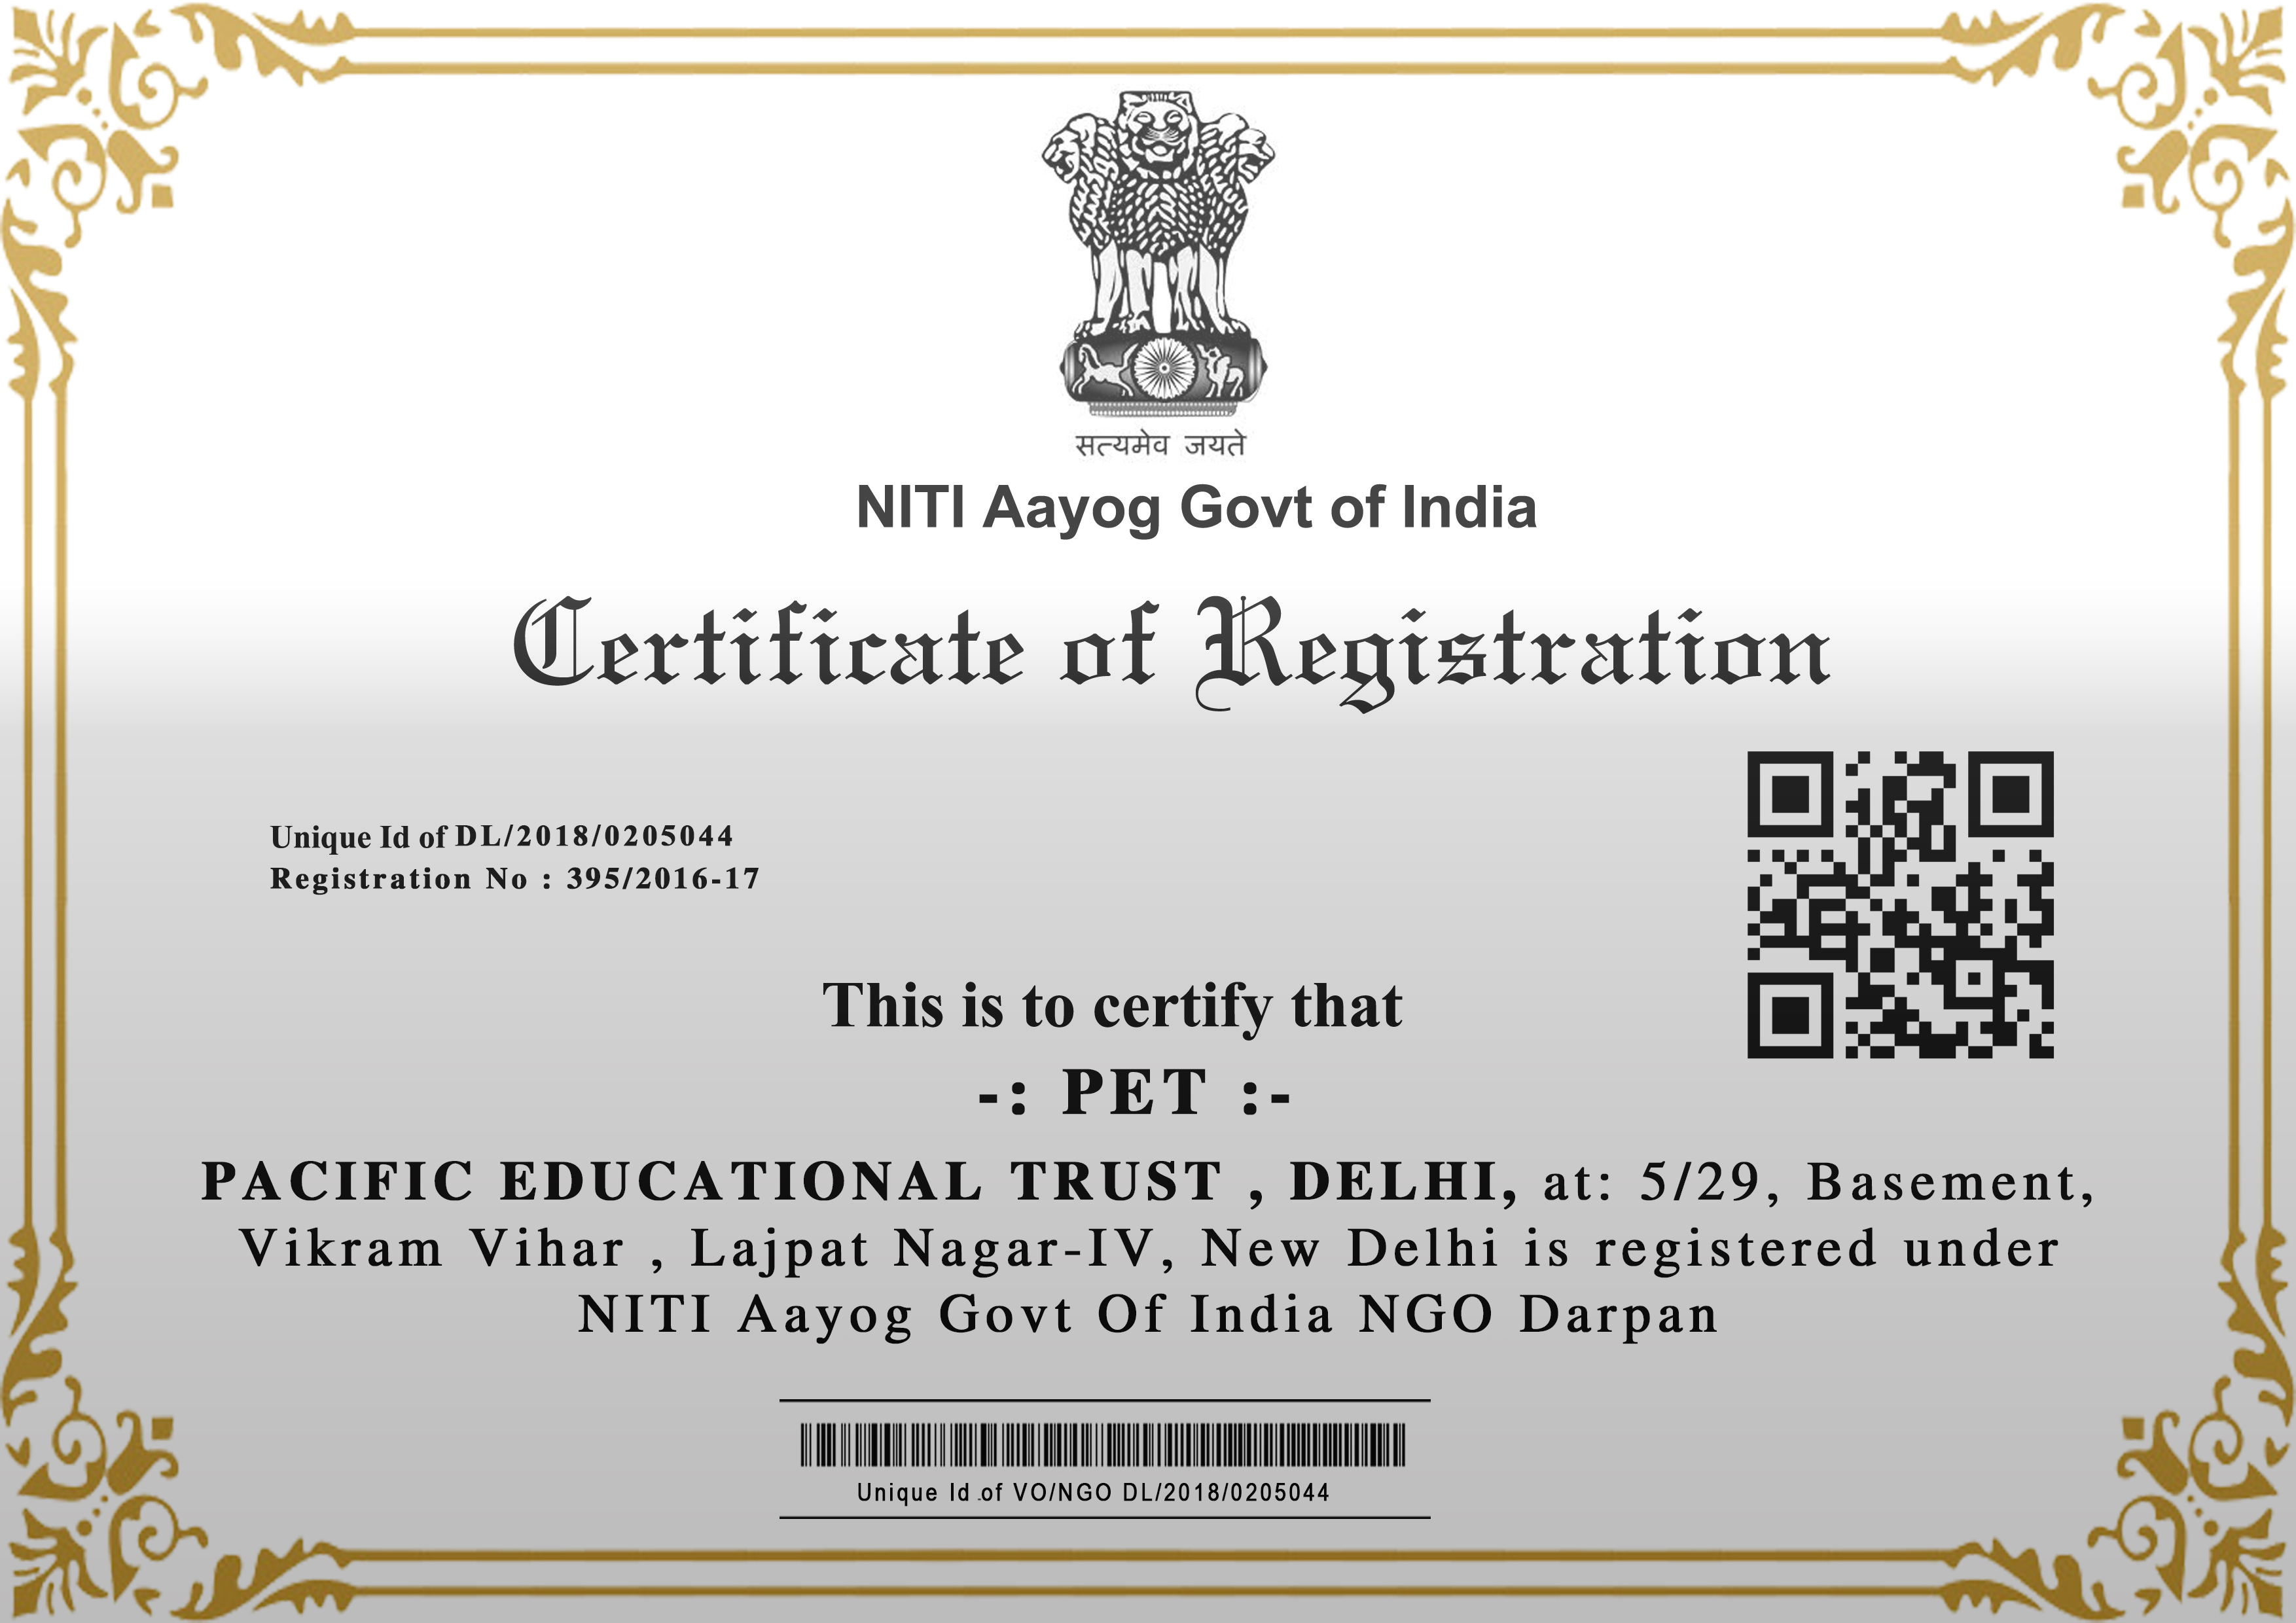 सत्यमेव जयते
NITI Aayog Govt of India
Certificate of Registration
Unique Id of DL/2018/0205044
Registration No : 395/2016-17
This is to certify that
-: PET :-
PACIFIC EDUCATIONAL TRUST , DELHI, at: 5/29, Basement,
Vikram Vihar , Lajpat Nagar-IV, New Delhi is registered under
NITI Aayog Govt Of India NGO Darpan
Unique Id of VO/NGO DL/2018/0205044